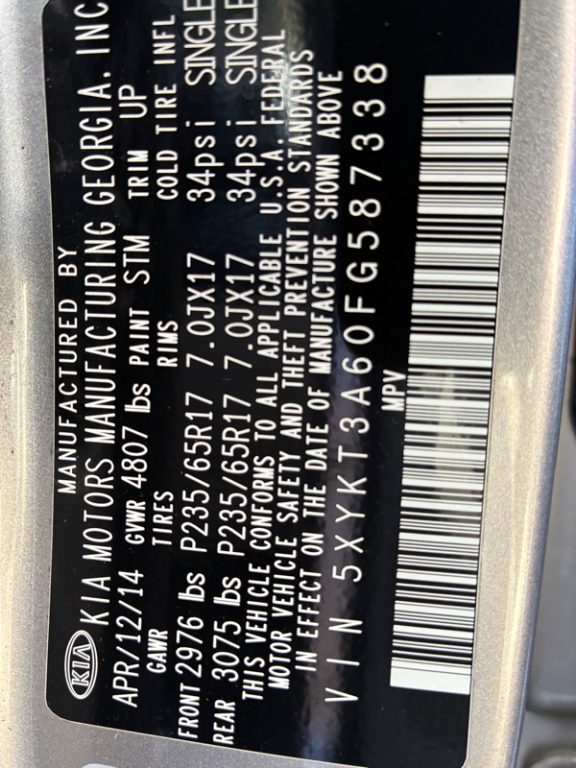 MANUFACTURED BY
KIA KIA MOTORS MANUFACTURING GEORGIA, INC
APR/12/14 GVWR 4807 lbs PAINT STM TRIM UP
GAWR TIRES RIMS COLD TIRE INFL
FRONT 2976 lbs P235/65R17 7.0JX17 34psi SINGLE
REAR 3075 lbs P235/65R17 7.0JX17 34psi SINGLE
THIS VEHICLE CONFORMS TO ALL APPLICABLE U.S.A. FEDERAL
MOTOR VEHICLE SAFETY AND THEFT PREVENTION STANDARDS
IN EFFECT ON THE DATE OF MANUFACTURE SHOWN ABOVE
VIN 5XYKT3A60FG587338
MPV